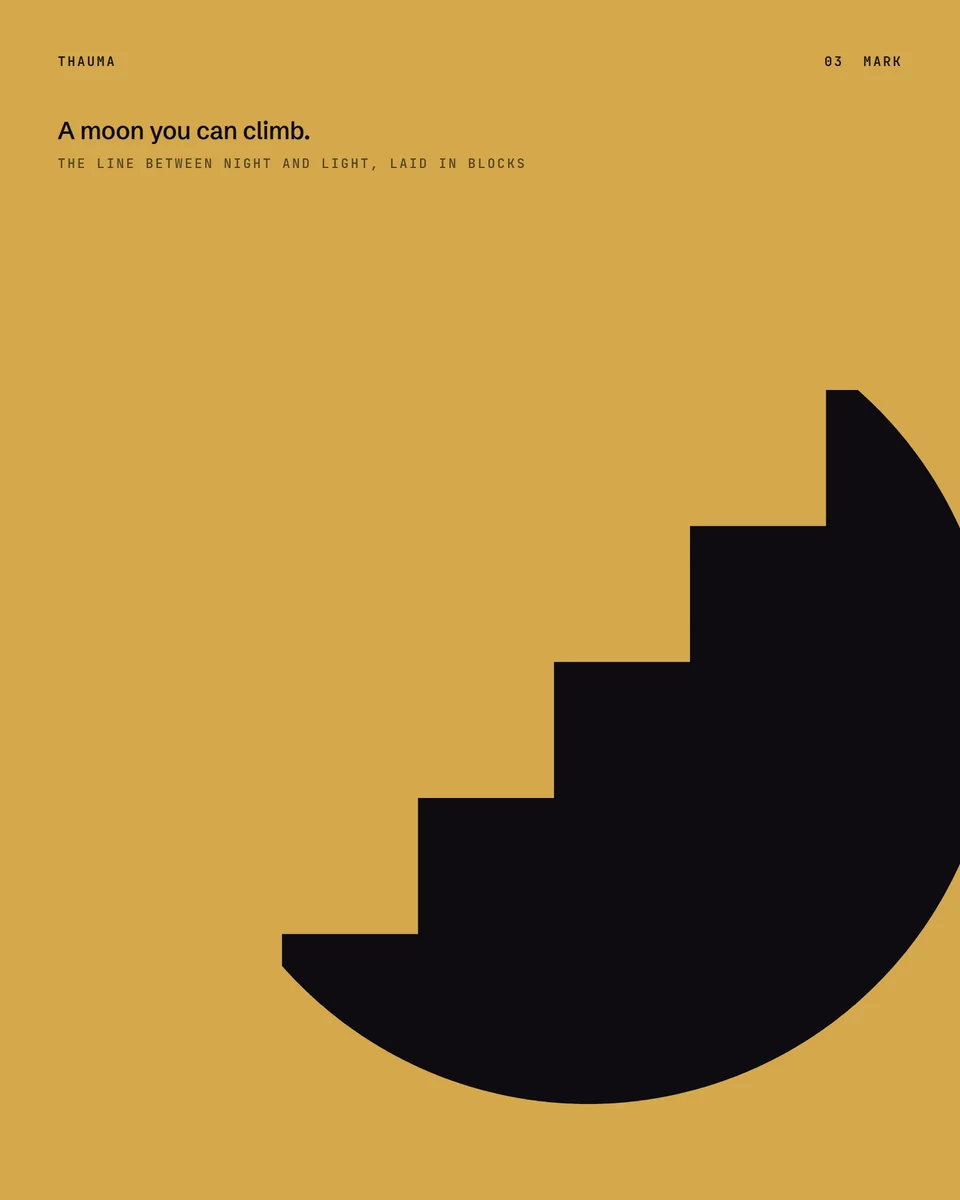 THAUMA
03 MARK
A moon you can climb.
THE LINE BETWEEN NIGHT AND LIGHT, LAID IN BLOCKS